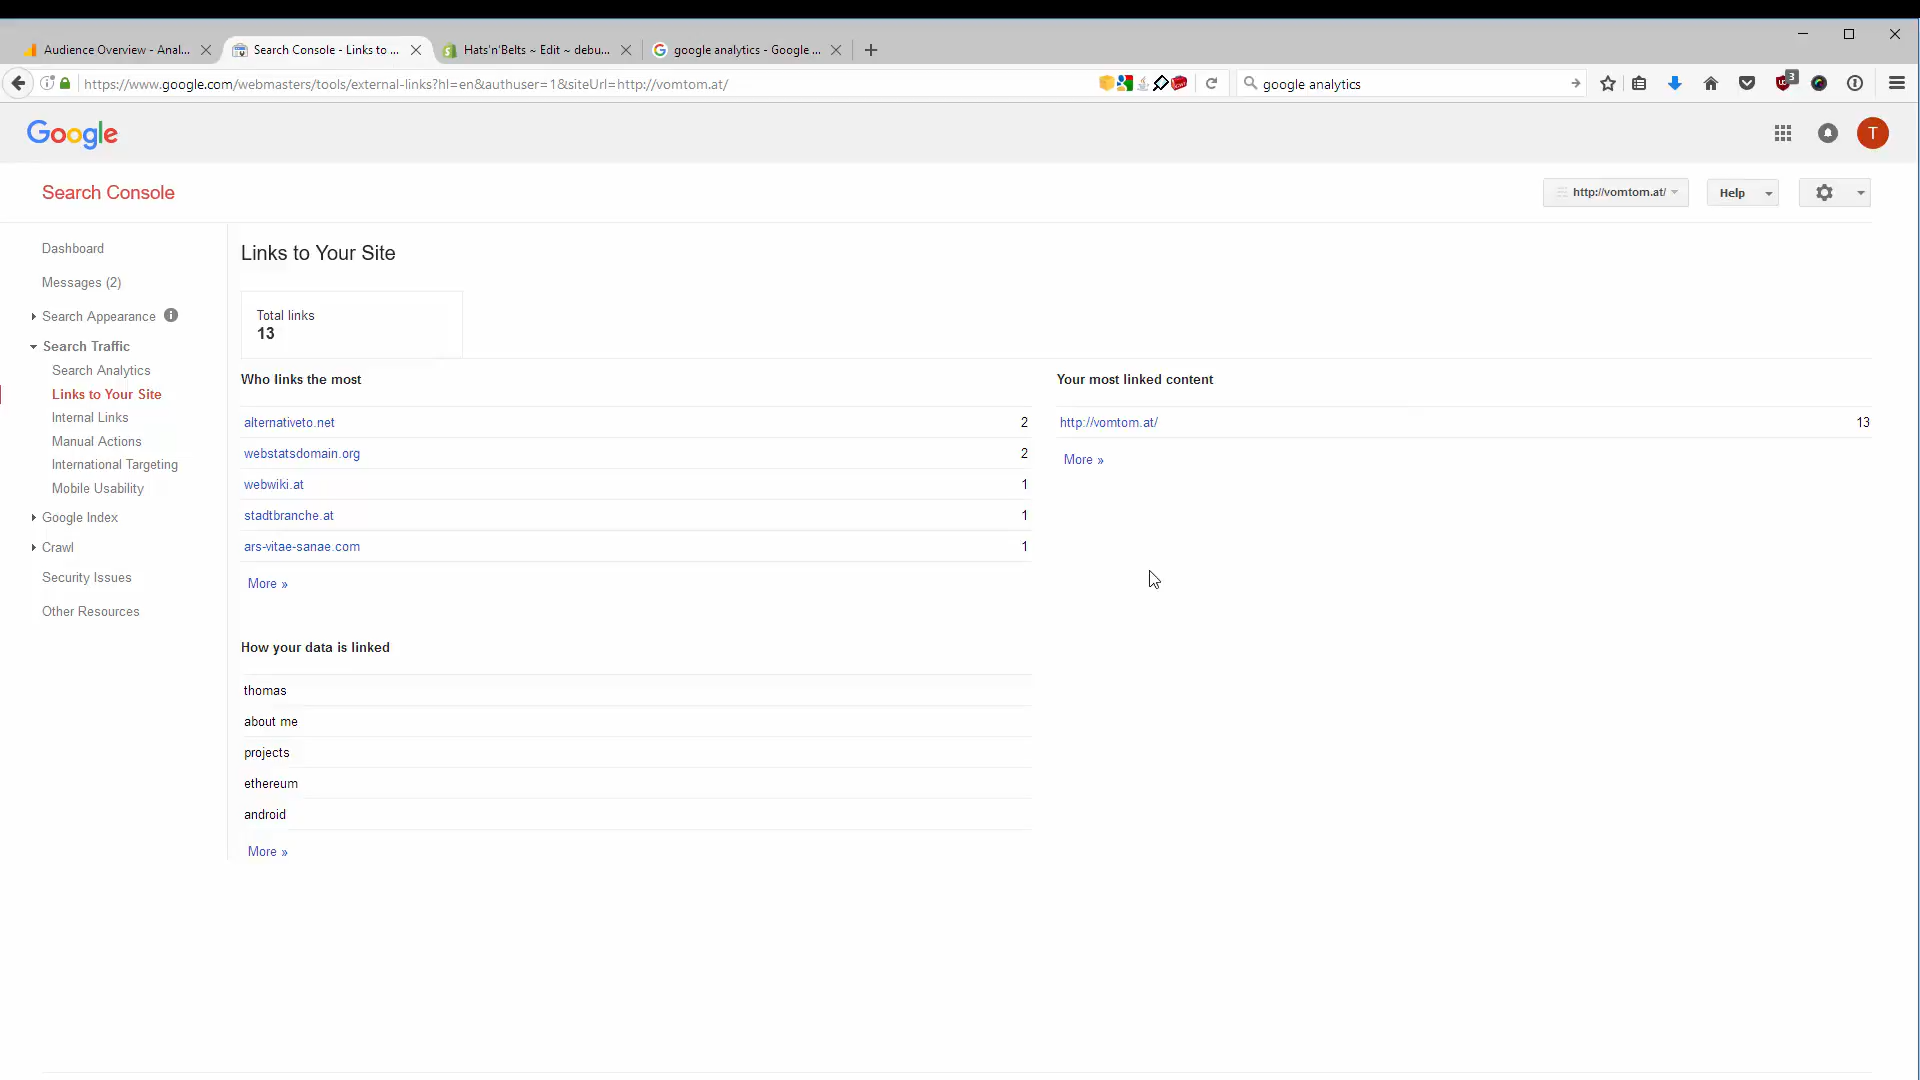 Audience Overview - Anal...
Search Console - Links to ...
Hats'n'Belts ~ Edit ~ debu...
google analytics - Google ...
https://www.google.com/webmasters/tools/external-links?hl=en&authuser=1&siteUrl=http://vomtom.at/
google analytics
3
Google
T
Search Console
http://vomtom.at/
Help
Dashboard
Messages (2)
Search Appearance
Search Traffic
Search Analytics
Links to Your Site
Internal Links
Manual Actions
International Targeting
Mobile Usability
Google Index
Crawl
Security Issues
Other Resources
Links to Your Site
Total links
13
Who links the most
alternativeto.net 2
webstatsdomain.org 2
webwiki.at 1
stadtbranche.at 1
ars-vitae-sanae.com 1
More »
Your most linked content
http://vomtom.at/ 13
More »
How your data is linked
thomas
about me
projects
ethereum
android
More »